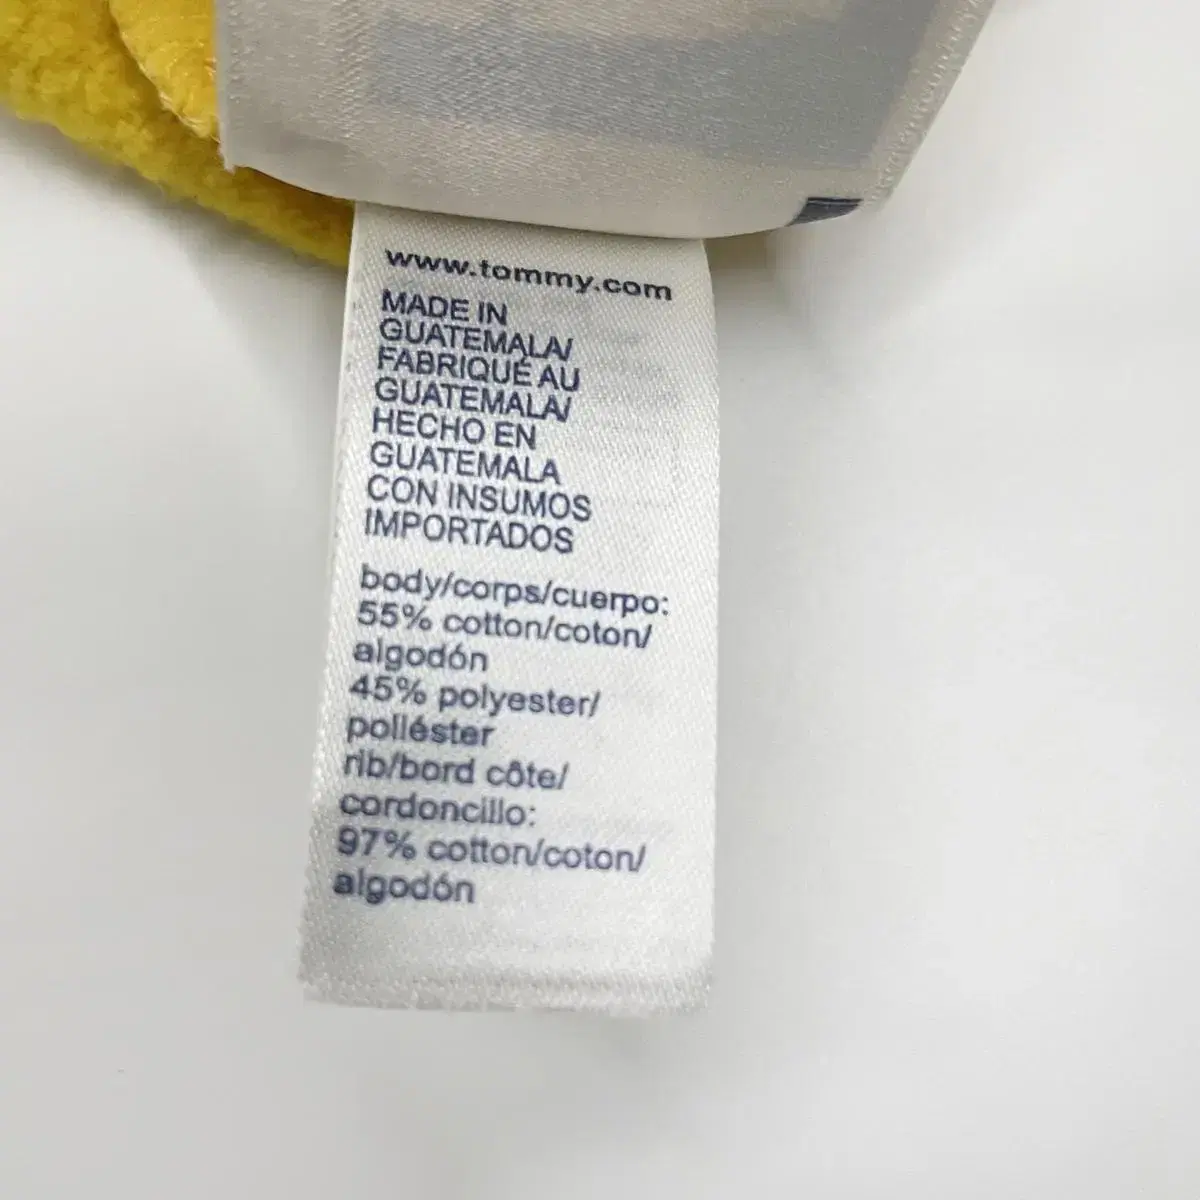 www.tommy.com
MADE IN
GUATEMALA/
FABRIQUÉ AU
GUATEMALA/
HECHO EN
GUATEMALA
CON INSUMOS
IMPORTADOS
body/corps/cuerpo:
55% cotton/coton/
algodón
45% polyester/
poliéster
rib/bord côte/
cordoncillo:
97% cotton/coton/
algodón